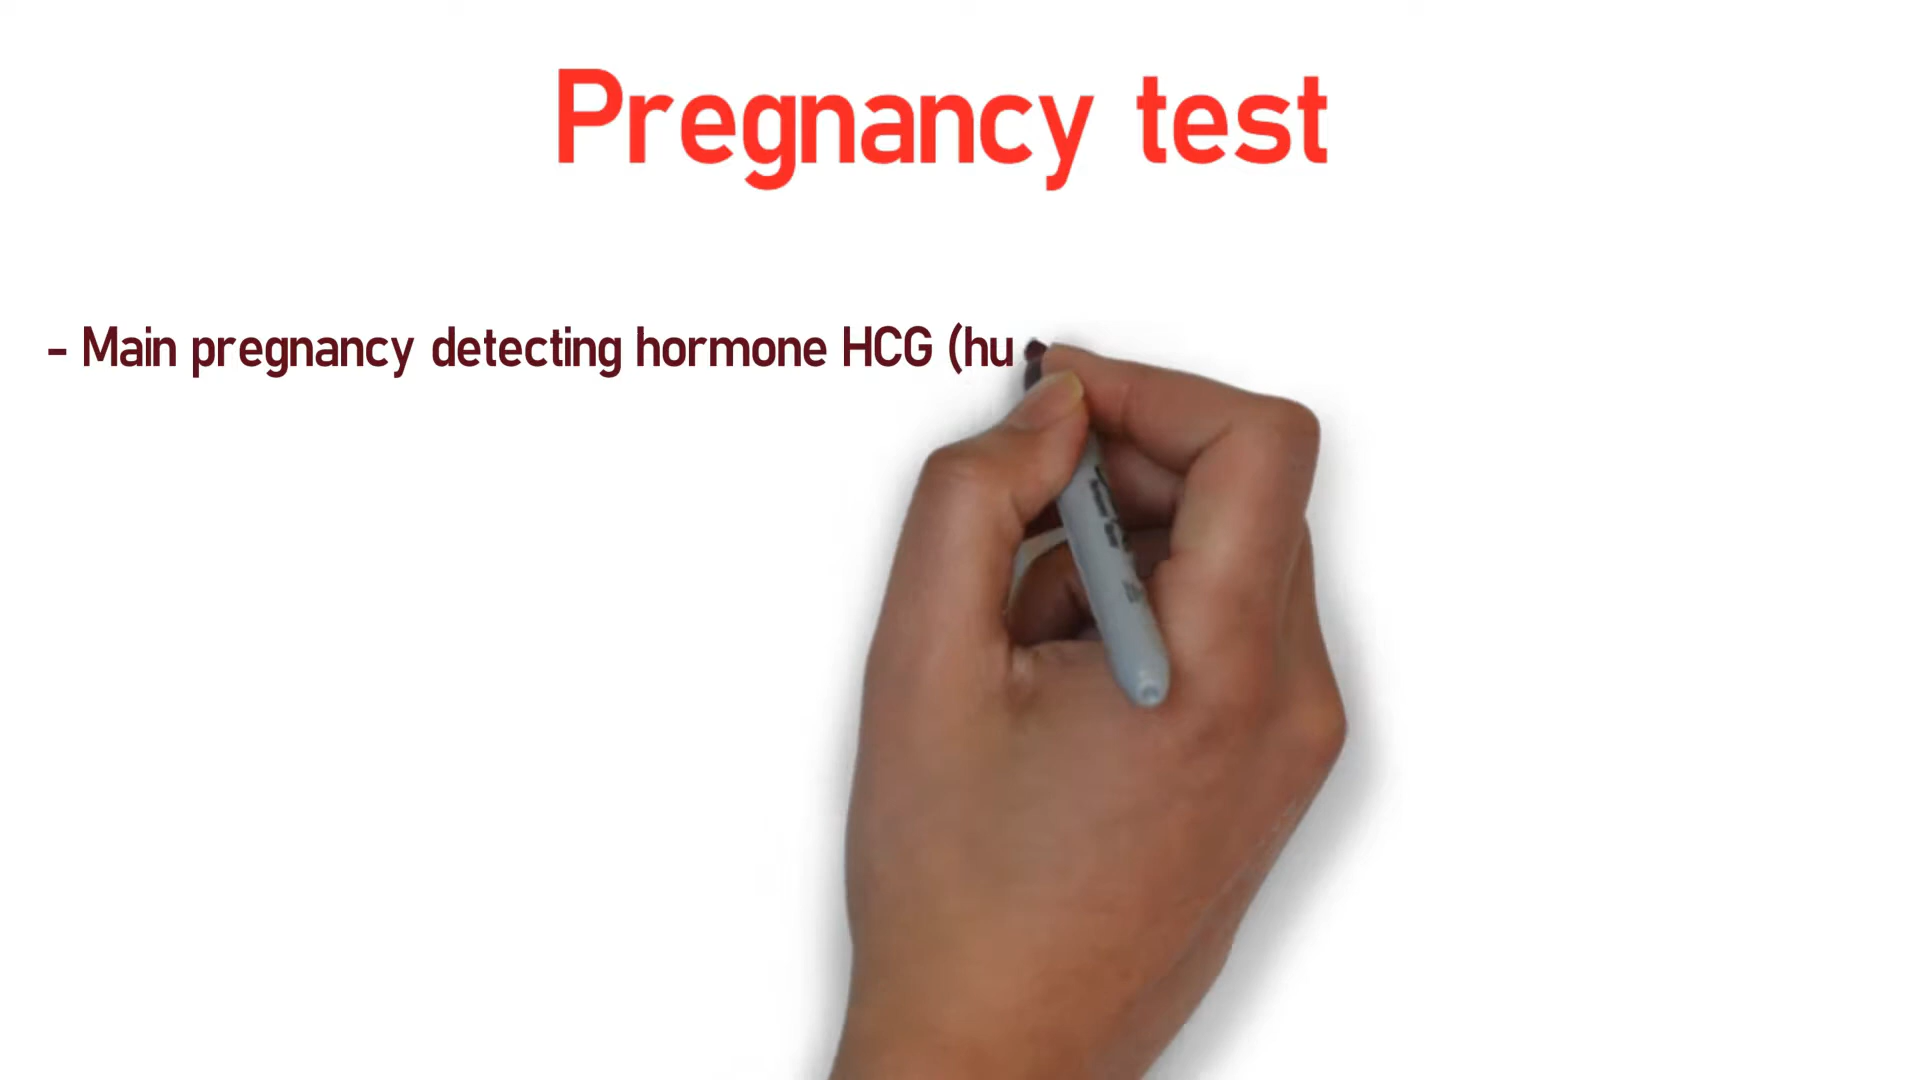 Pregnancy test
- Main pregnancy detecting hormone HCG (hu